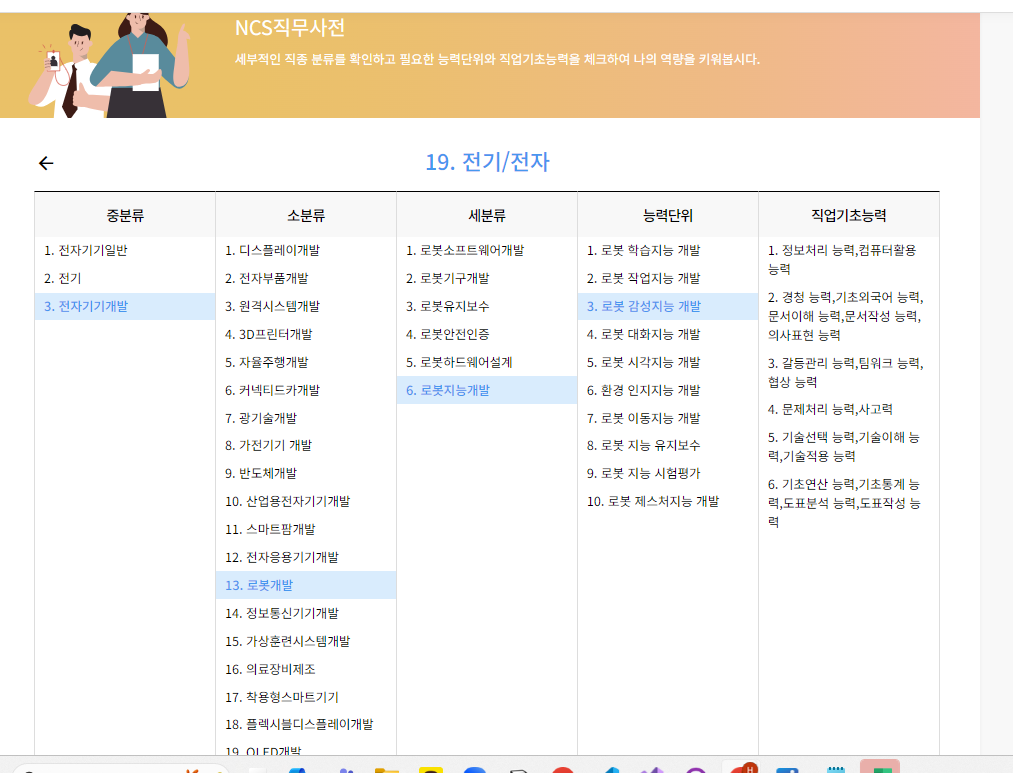 NCS직무사전
세부적인 직종 분류를 확인하고 필요한 능력단위와 직업기초능력을 체크하여 나의 역량을 키워봅시다.
19. 전기/전자
중분류
1. 전자기기일반
2. 전기
3. 전자기기개발
소분류
1. 디스플레이개발
2. 전자부품개발
3. 원격시스템개발
4. 3D프린터개발
5. 자율주행개발
6. 커넥티드카개발
7. 광기술개발
8. 가전기기 개발
9. 반도체개발
10. 산업용전자기기개발
11. 스마트팜개발
12. 전자응용기기개발
13. 로봇개발
14. 정보통신기기개발
15. 가상훈련시스템개발
16. 의료장비제조
17. 착용형스마트기기
18. 플렉시블디스플레이개발
19. OLED개발
세분류
1. 로봇소프트웨어개발
2. 로봇기구개발
3. 로봇유지보수
4. 로봇안전인증
5. 로봇하드웨어설계
6. 로봇지능개발
능력단위
1. 로봇 학습지능 개발
2. 로봇 작업지능 개발
3. 로봇 감성지능 개발
4. 로봇 대화지능 개발
5. 로봇 시각지능 개발
6. 환경 인지지능 개발
7. 로봇 이동지능 개발
8. 로봇 지능 유지보수
9. 로봇 지능 시험평가
10. 로봇 제스처지능 개발
직업기초능력
1. 정보처리 능력,컴퓨터활용
능력
2. 경청 능력,기초외국어 능력,
문서이해 능력,문서작성 능력,
의사표현 능력
3. 갈등관리 능력,팀워크 능력,
협상 능력
4. 문제처리 능력,사고력
5. 기술선택 능력,기술이해 능
력,기술적용 능력
6. 기초연산 능력,기초통계 능
력,도표분석 능력,도표작성 능
력
H